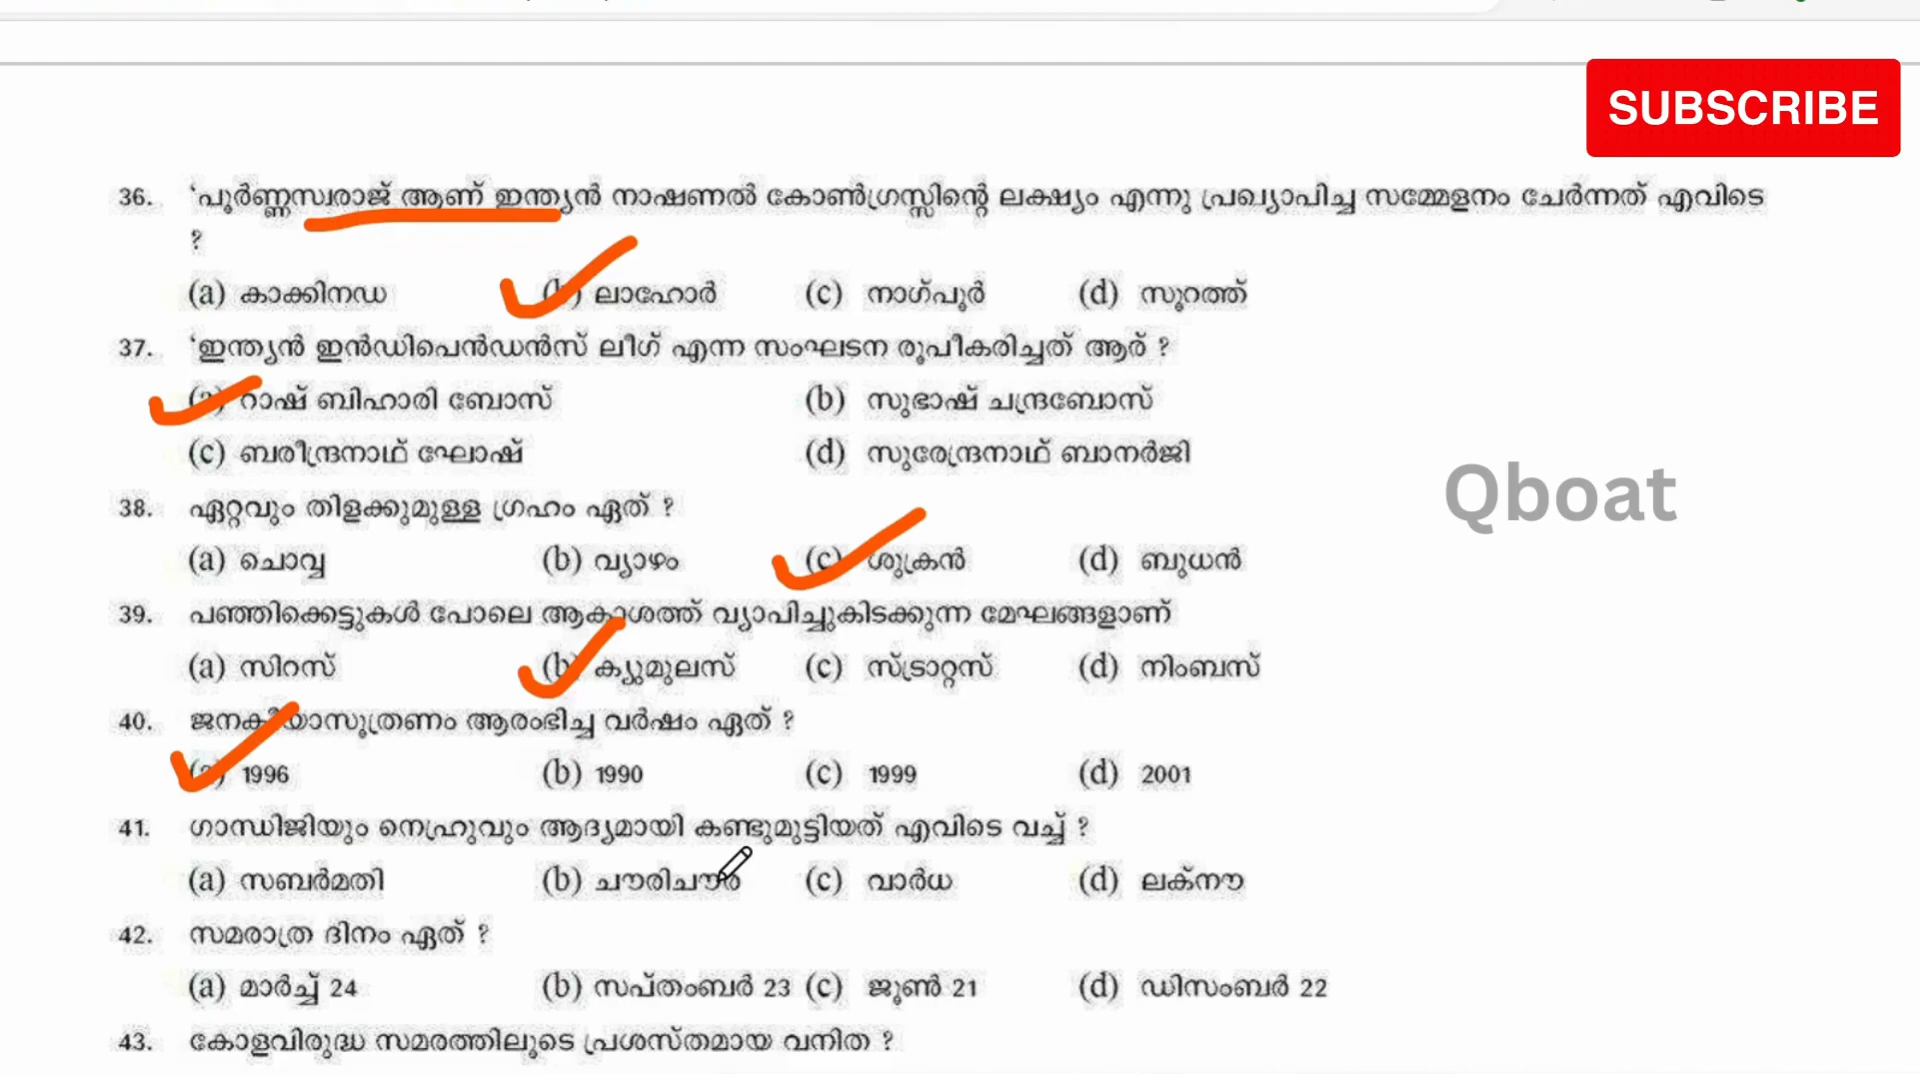 SUBSCRIBE
36. ‘പൂർണ്ണസ്വരാജ് ആണ് ഇന്ത്യൻ നാഷണൽ കോൺഗ്രസ്സിന്റെ ലക്ഷ്യം എന്നു പ്രഖ്യാപിച്ച സമ്മേളനം ചേർന്നത് എവിടെ
?
(a) കാക്കിനഡ (b) ലാഹോർ (c) നാഗ്പൂർ (d) സൂറത്ത്
37. ‘ഇന്ത്യൻ ഇൻഡിപെൻഡൻസ് ലീഗ് എന്ന സംഘടന രൂപീകരിച്ചത് ആര് ?
(a) റാഷ് ബിഹാരി ബോസ് (b) സുഭാഷ് ചന്ദ്രബോസ്
(c) ബരീന്ദ്രനാഥ് ഘോഷ് (d) സുരേന്ദ്രനാഥ് ബാനർജി
Qboat
38. ഏറ്റവും തിളക്കുമുള്ള ഗ്രഹം ഏത് ?
(a) ചൊവ്വ (b) വ്യാഴം (c) ശുക്രൻ (d) ബുധൻ
39. പഞ്ഞിക്കെട്ടുകൾ പോലെ ആകാശത്ത് വ്യാപിച്ചുകിടക്കുന്ന മേഘങ്ങളാണ്
(a) സിറസ് (b) ക്യുമുലസ് (c) സ്ട്രാറ്റസ് (d) നിംബസ്
40. ജനകീയാസൂത്രണം ആരംഭിച്ച വർഷം ഏത് ?
(a) 1996 (b) 1990 (c) 1999 (d) 2001
41. ഗാന്ധിജിയും നെഹ്രുവും ആദ്യമായി കണ്ടുമുട്ടിയത് എവിടെ വച്ച് ?
(a) സബർമതി (b) ചൗരിചൗര (c) വാർധ (d) ലക്നൗ
42. സമരാത്ര ദിനം ഏത് ?
(a) മാർച്ച് 24 (b) സപ്തംബർ 23 (c) ജൂൺ 21 (d) ഡിസംബർ 22
43. കോളവിരുദ്ധ സമരത്തിലൂടെ പ്രശസ്തമായ വനിത ?